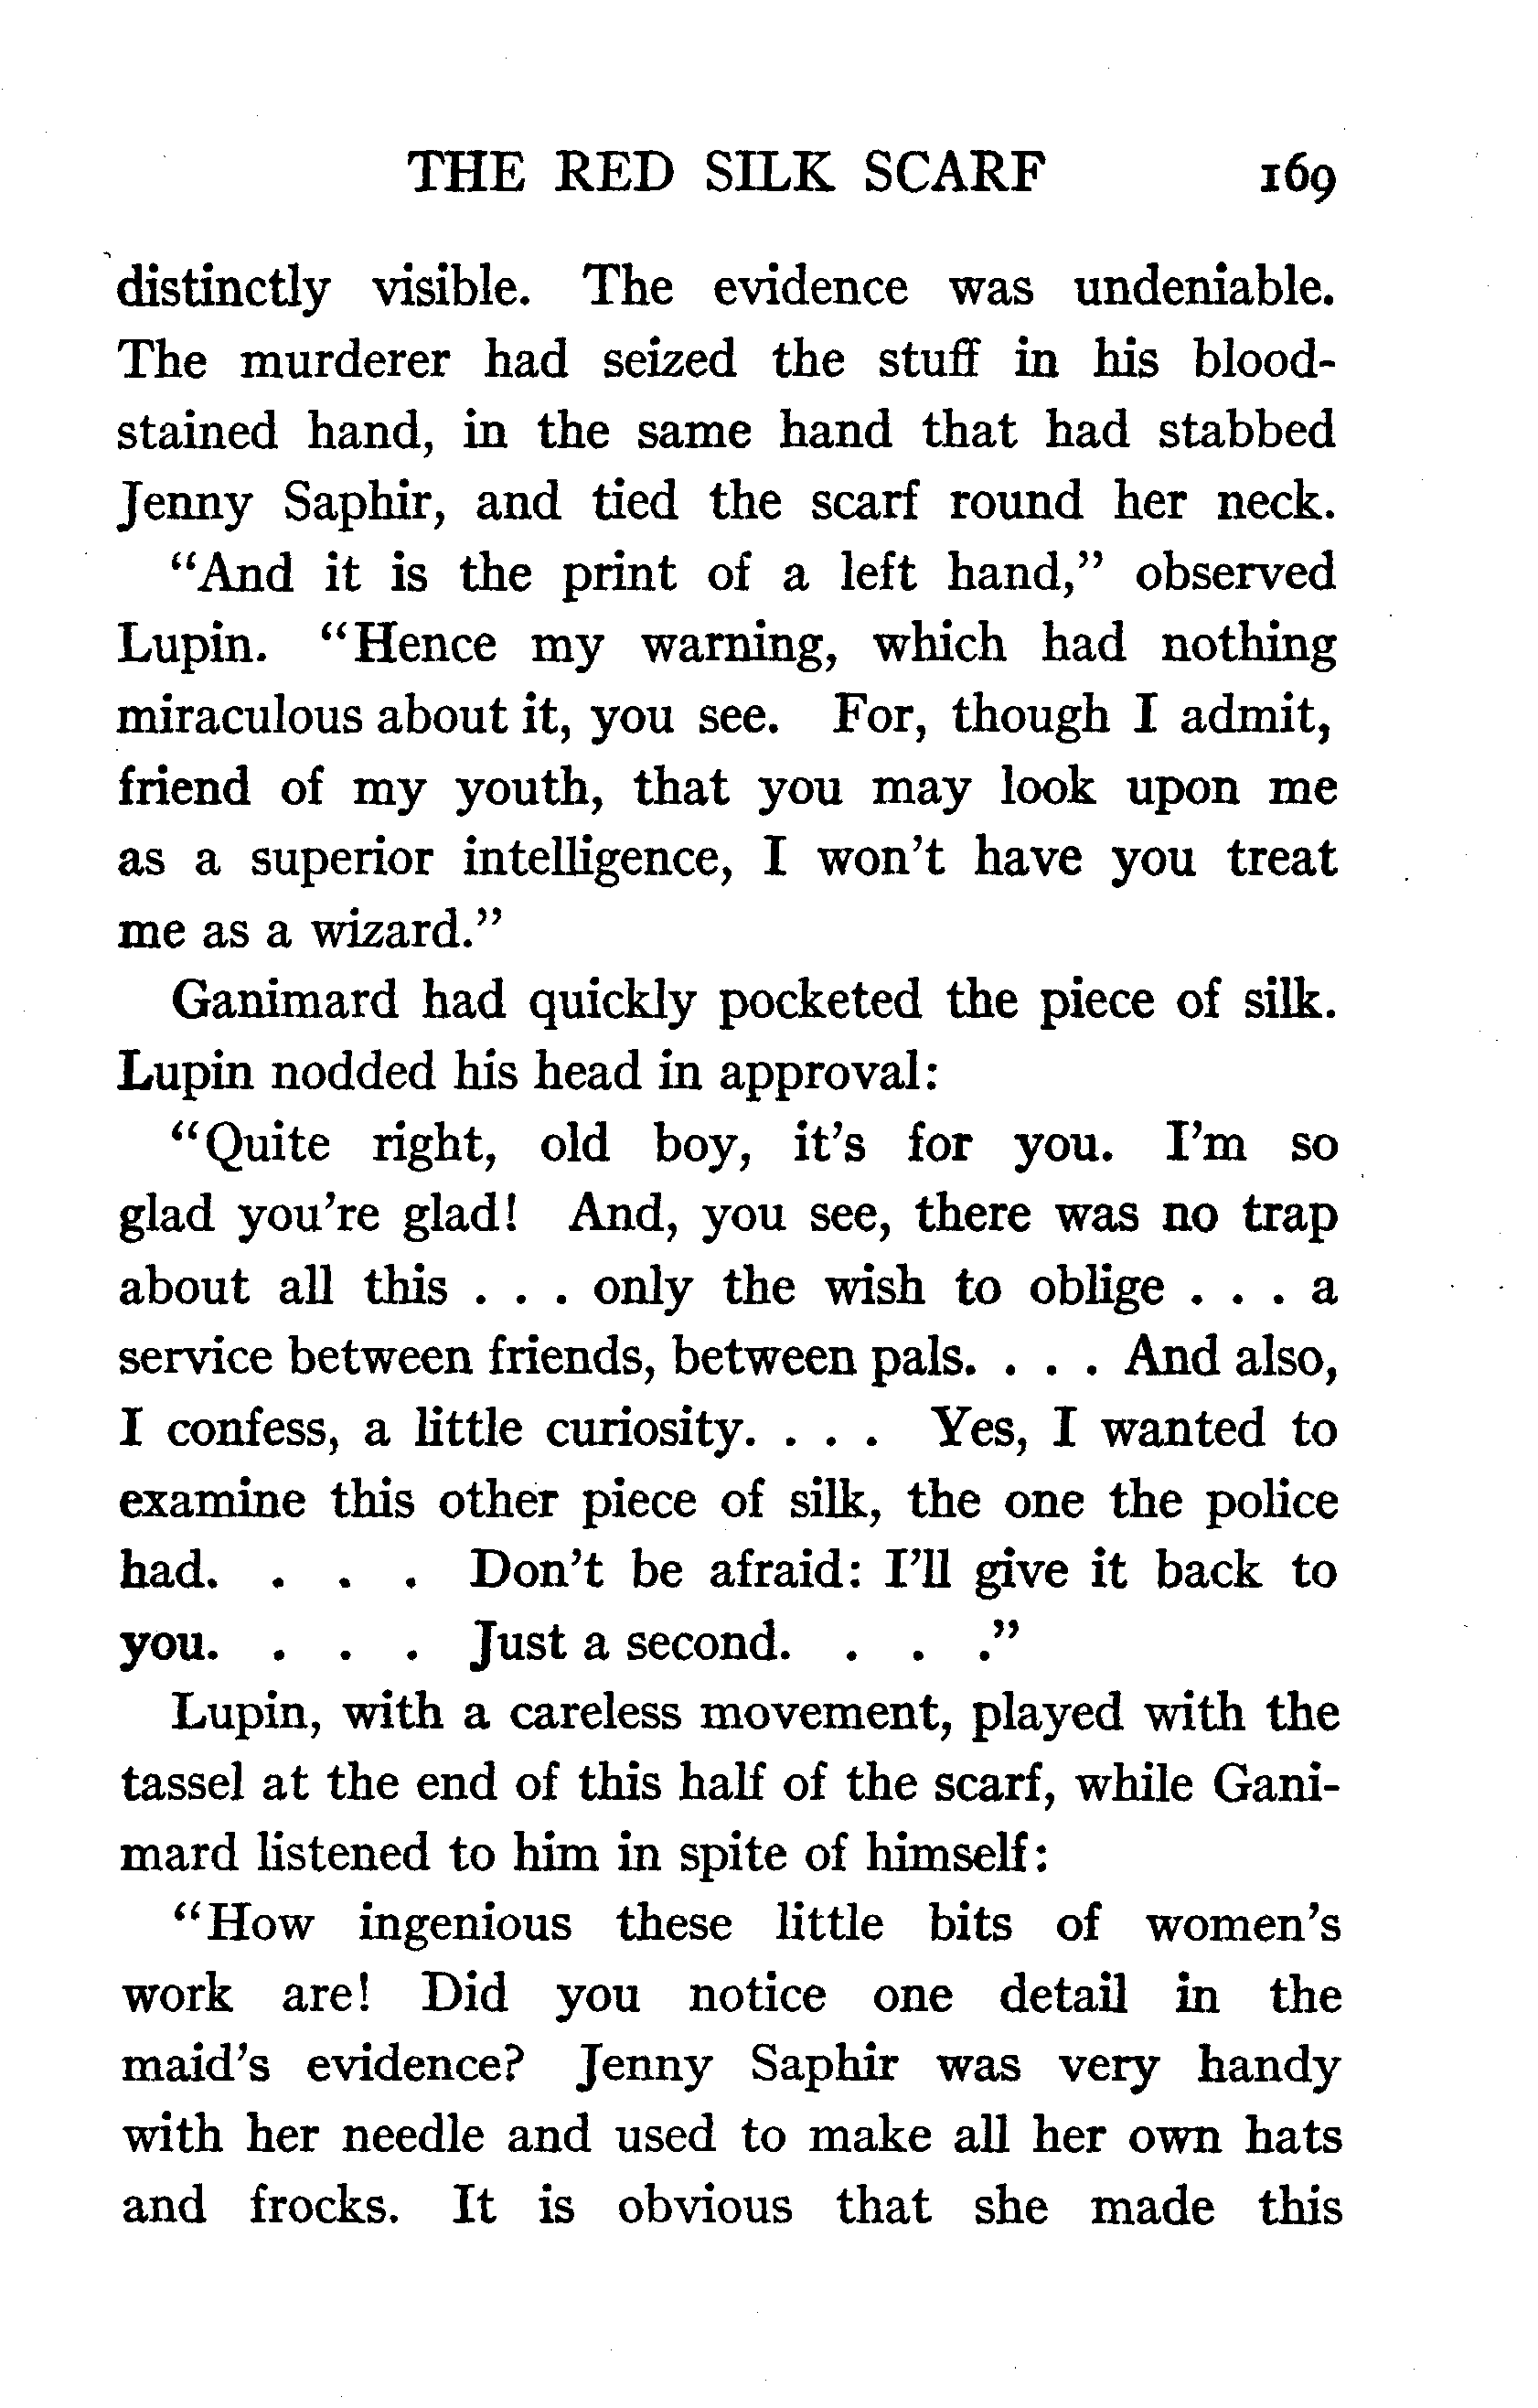 THE RED SILK SCARF 169
distinctly visible. The evidence was undeniable.
The murderer had seized the stuff in his blood-
stained hand, in the same hand that had stabbed
Jenny Saphir, and tied the scarf round her neck.
"And it is the print of a left hand," observed
Lupin. "Hence my warning, which had nothing
miraculous about it, you see. For, though I admit,
friend of my youth, that you may look upon me
as a superior intelligence, I won't have you treat
me as a wizard."
Ganimard had quickly pocketed the piece of silk.
Lupin nodded his head in approval:
"Quite right, old boy, it's for you. I'm so
glad you're glad! And, you see, there was no trap
about all this . . . only the wish to oblige . . . a
service between friends, between pals. . . . And also,
I confess, a little curiosity. . . . Yes, I wanted to
examine this other piece of silk, the one the police
had. . . . Don't be afraid: I'll give it back to
you. . . . Just a second. . . ."
Lupin, with a careless movement, played with the
tassel at the end of this half of the scarf, while Gani-
mard listened to him in spite of himself:
"How ingenious these little bits of women's
work are! Did you notice one detail in the
maid's evidence? Jenny Saphir was very handy
with her needle and used to make all her own hats
and frocks. It is obvious that she made this